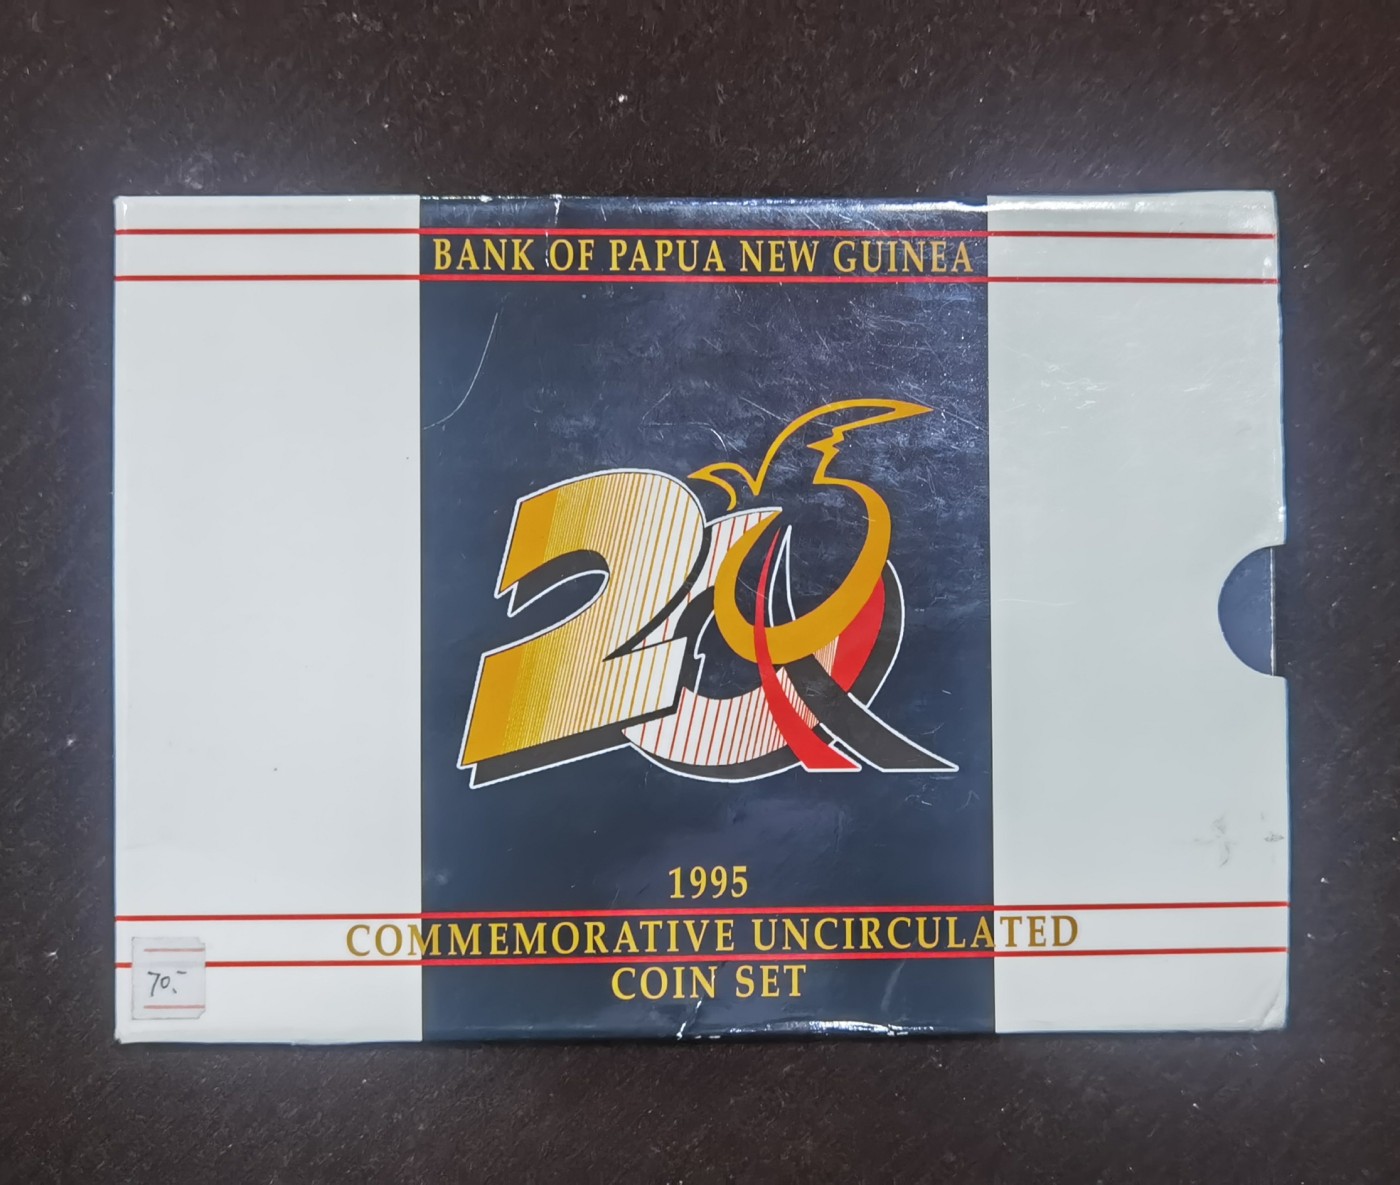 BANK OF PAPUA NEW GUINEA
20
1995
COMMEMORATIVE UNCIRCULATED
COIN SET
70.-